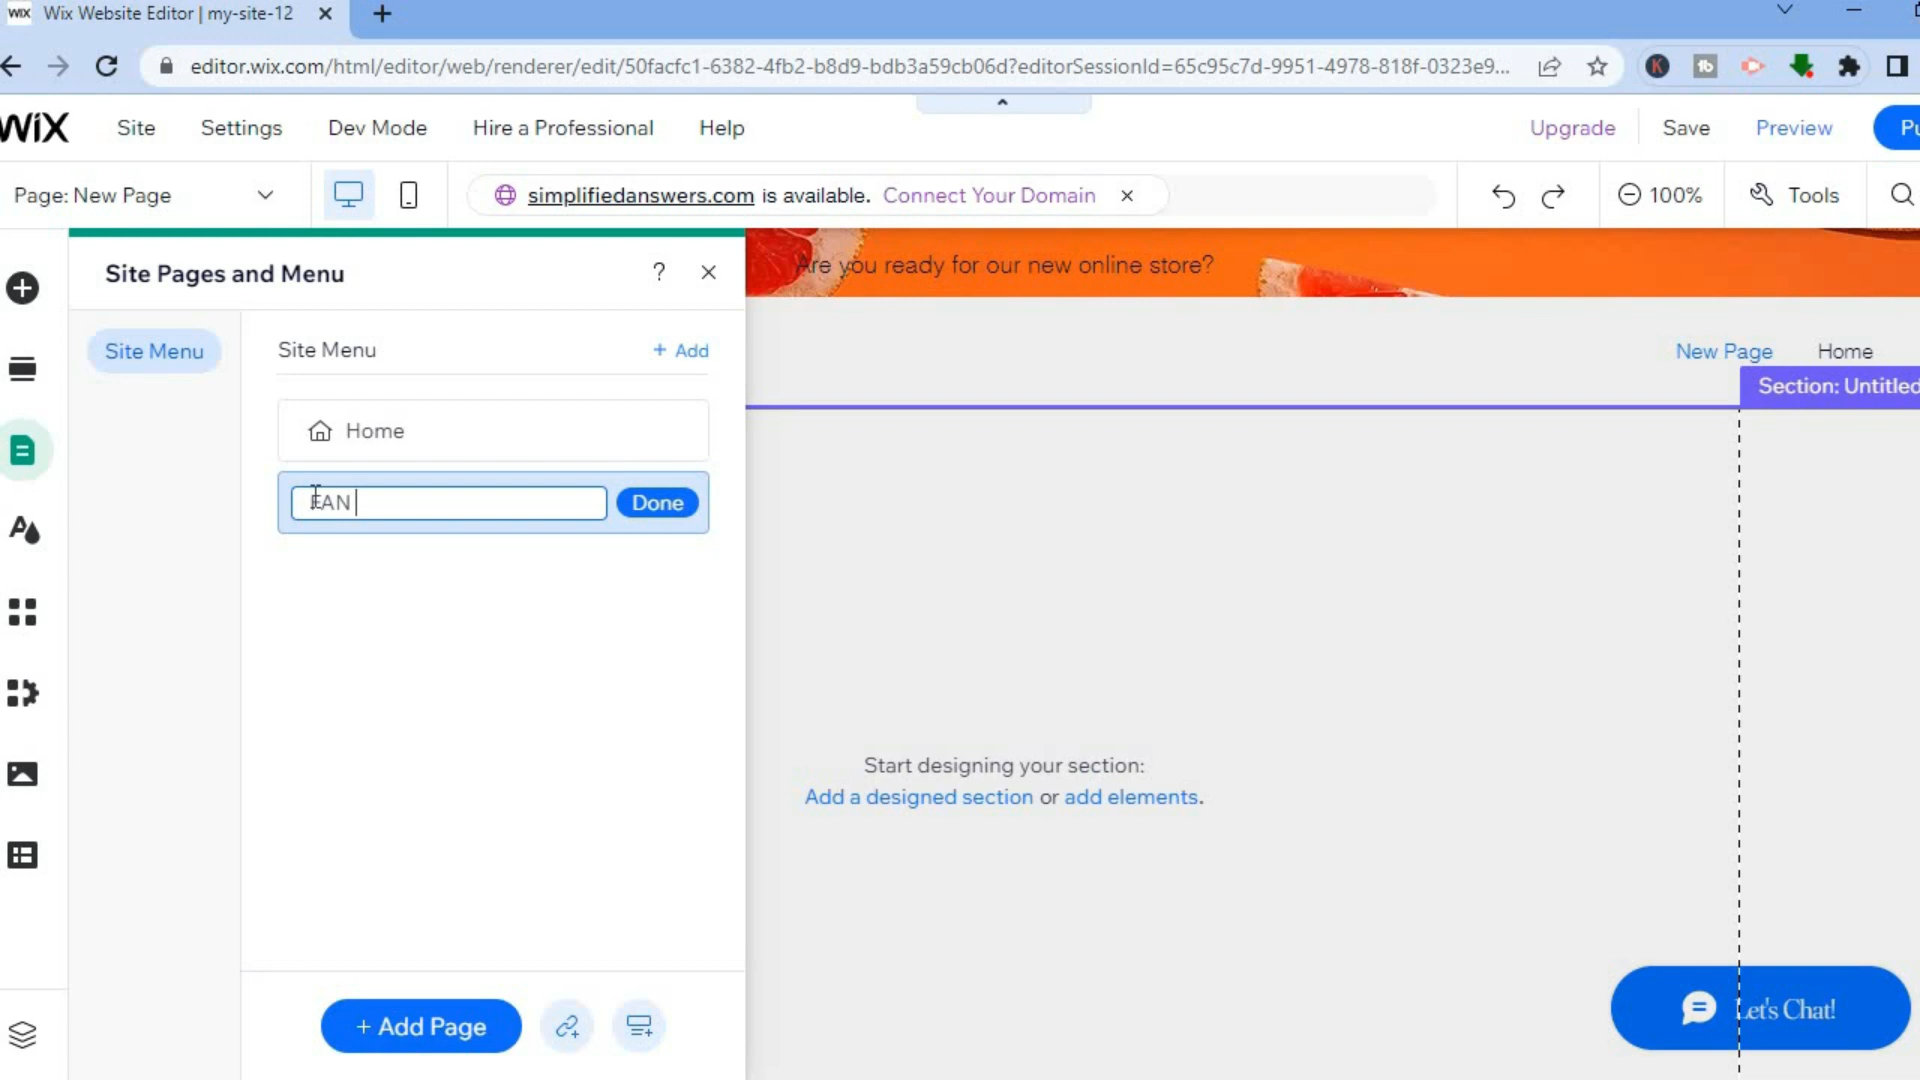 WiX Wix Website Editor | my-site-12
editor.wix.com/html/editor/web/renderer/edit/50facfc1-6382-4fb2-b8d9-bdb3a59cb06d?editorSessionId=65c95c7d-9951-4978-818f-0323e9...
WiX Site Settings Dev Mode Hire a Professional Help Upgrade Save Preview Pu
Page: New Page simplifiedanswers.com is available. Connect Your Domain 100% Tools
Site Pages and Menu ?
Are you ready for our new online store?
Site Menu
Site Menu + Add
New Page Home
Section: Untitled
Home
FAN Done
Start designing your section:
Add a designed section or add elements.
+ Add Page
Let's Chat!